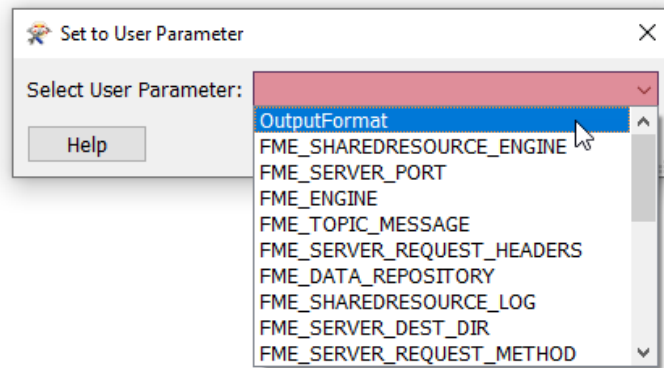 Set to User Parameter
Select User Parameter:
Help
OutputFormat
FME_SHAREDRESOURCE_ENGINE
FME_SERVER_PORT
FME_ENGINE
FME_TOPIC_MESSAGE
FME_SERVER_REQUEST_HEADERS
FME_DATA_REPOSITORY
FME_SHAREDRESOURCE_LOG
FME_SERVER_DEST_DIR
FME_SERVER_REQUEST_METHOD